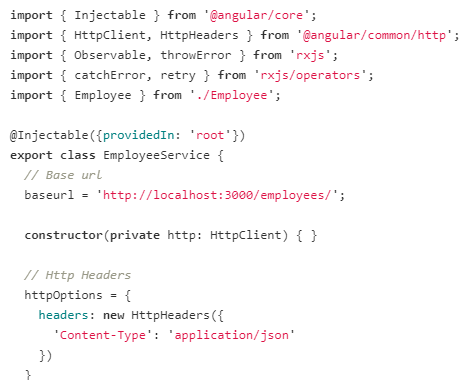 import { Injectable } from '@angular/core';
import { HttpClient, HttpHeaders } from '@angular/common/http';
import { Observable, throwError } from 'rxjs';
import { catchError, retry } from 'rxjs/operators';
import { Employee } from './Employee';

@Injectable({providedIn: 'root'})
export class EmployeeService {
  // Base url
  baseurl = 'http://localhost:3000/employees/';

  constructor(private http: HttpClient) { }

  // Http Headers
  httpOptions = {
    headers: new HttpHeaders({
      'Content-Type': 'application/json'
    })
  }